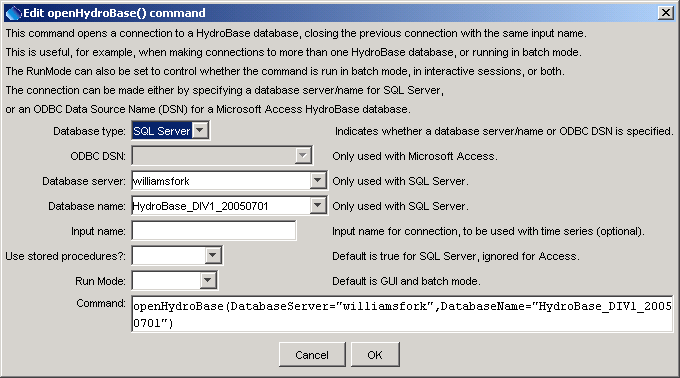 Edit openHydroBase() command
This command opens a connection to a HydroBase database, closing the previous connection with the same input name.
This is useful, for example, when making connections to more than one HydroBase database, or running in batch mode.
The RunMode can also be set to control whether the command is run in batch mode, in interactive sessions, or both.
The connection can be made either by specifying a database server/name for SQL Server,
or an ODBC Data Source Name (DSN) for a Microsoft Access HydroBase database.
Database type: SQL Server Indicates whether a database server/name or ODBC DSN is specified.
ODBC DSN: Only used with Microsoft Access.
Database server: williamsfork Only used with SQL Server.
Database name: HydroBase_DIV1_20050701 Only used with SQL Server.
Input name: Input name for connection, to be used with time series (optional).
Use stored procedures?: Default is true for SQL Server, ignored for Access.
Run Mode: Default is GUI and batch mode.
Command: openHydroBase(DatabaseServer="williamsfork",DatabaseName="HydroBase_DIV1_2005
0701")
Cancel OK